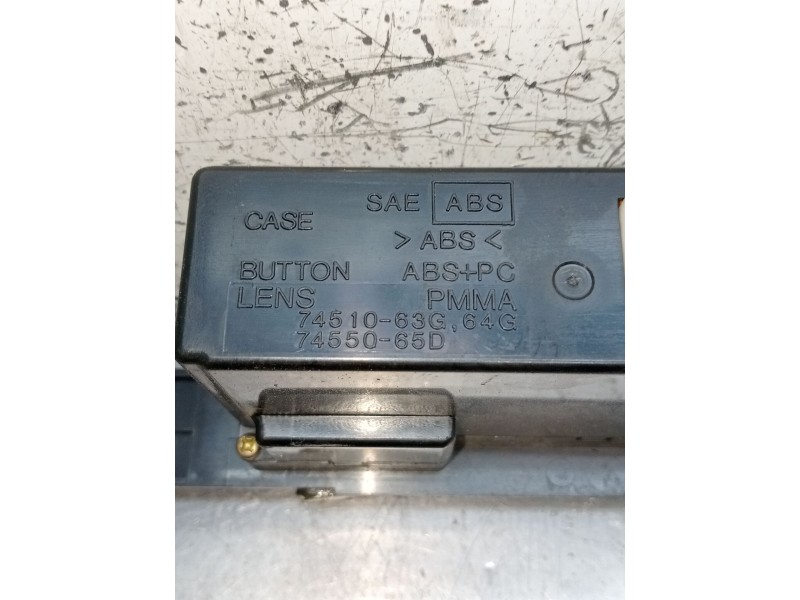 SAE ABS
CASE > ABS <
BUTTON ABS+PC
LENS PMMA
74510-63G, 64G
74550-65D